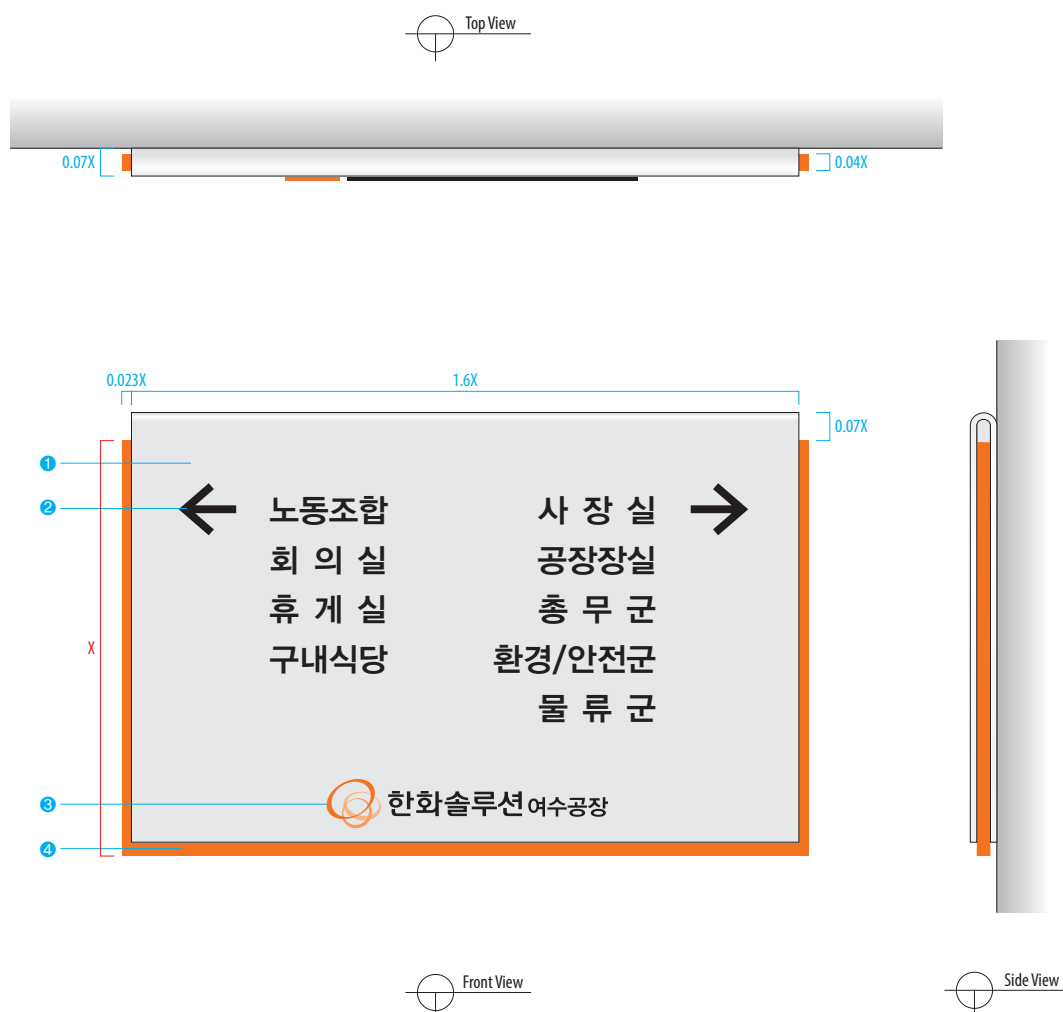 Top View
0.07X
0.04X
0.023X
1.6X
0.07X
1
2
노동조합
사 장 실
회 의 실
공장장실
휴 게 실
총 무 군
X
구내식당
환경/안전군
물 류 군
3
한화솔루션 여수공장
4
Front View
Side View